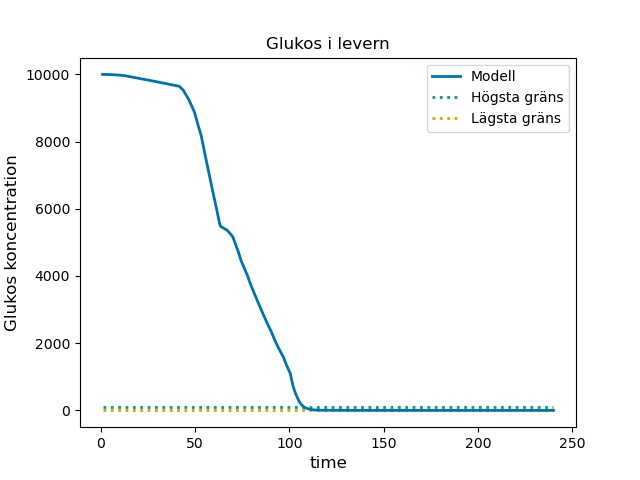 Glukos i levern
Modell
Högsta gräns
Lägsta gräns
Glukos koncentration
10000
8000
6000
4000
2000
0
0 50 100 150 200 250
time